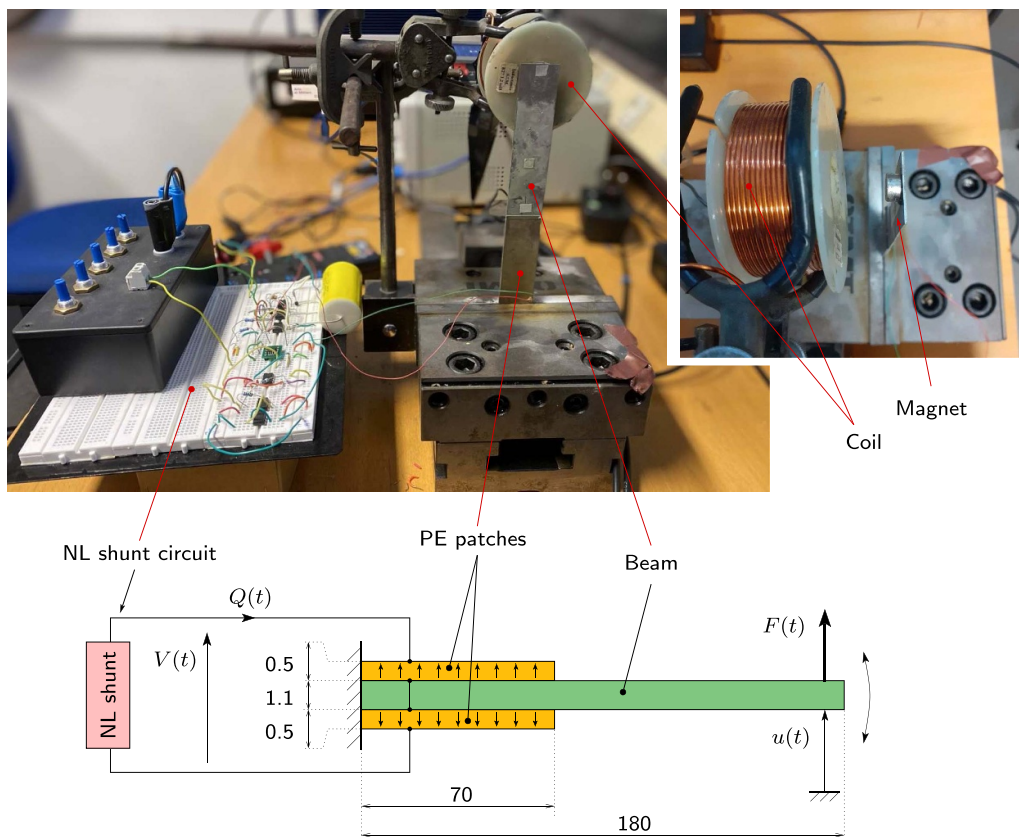 Magnet
Coil
PE patches
NL shunt circuit
Beam
Q(t)
F(t)
V(t)
0.5
NL shunt
1.1
0.5
u(t)
70
180